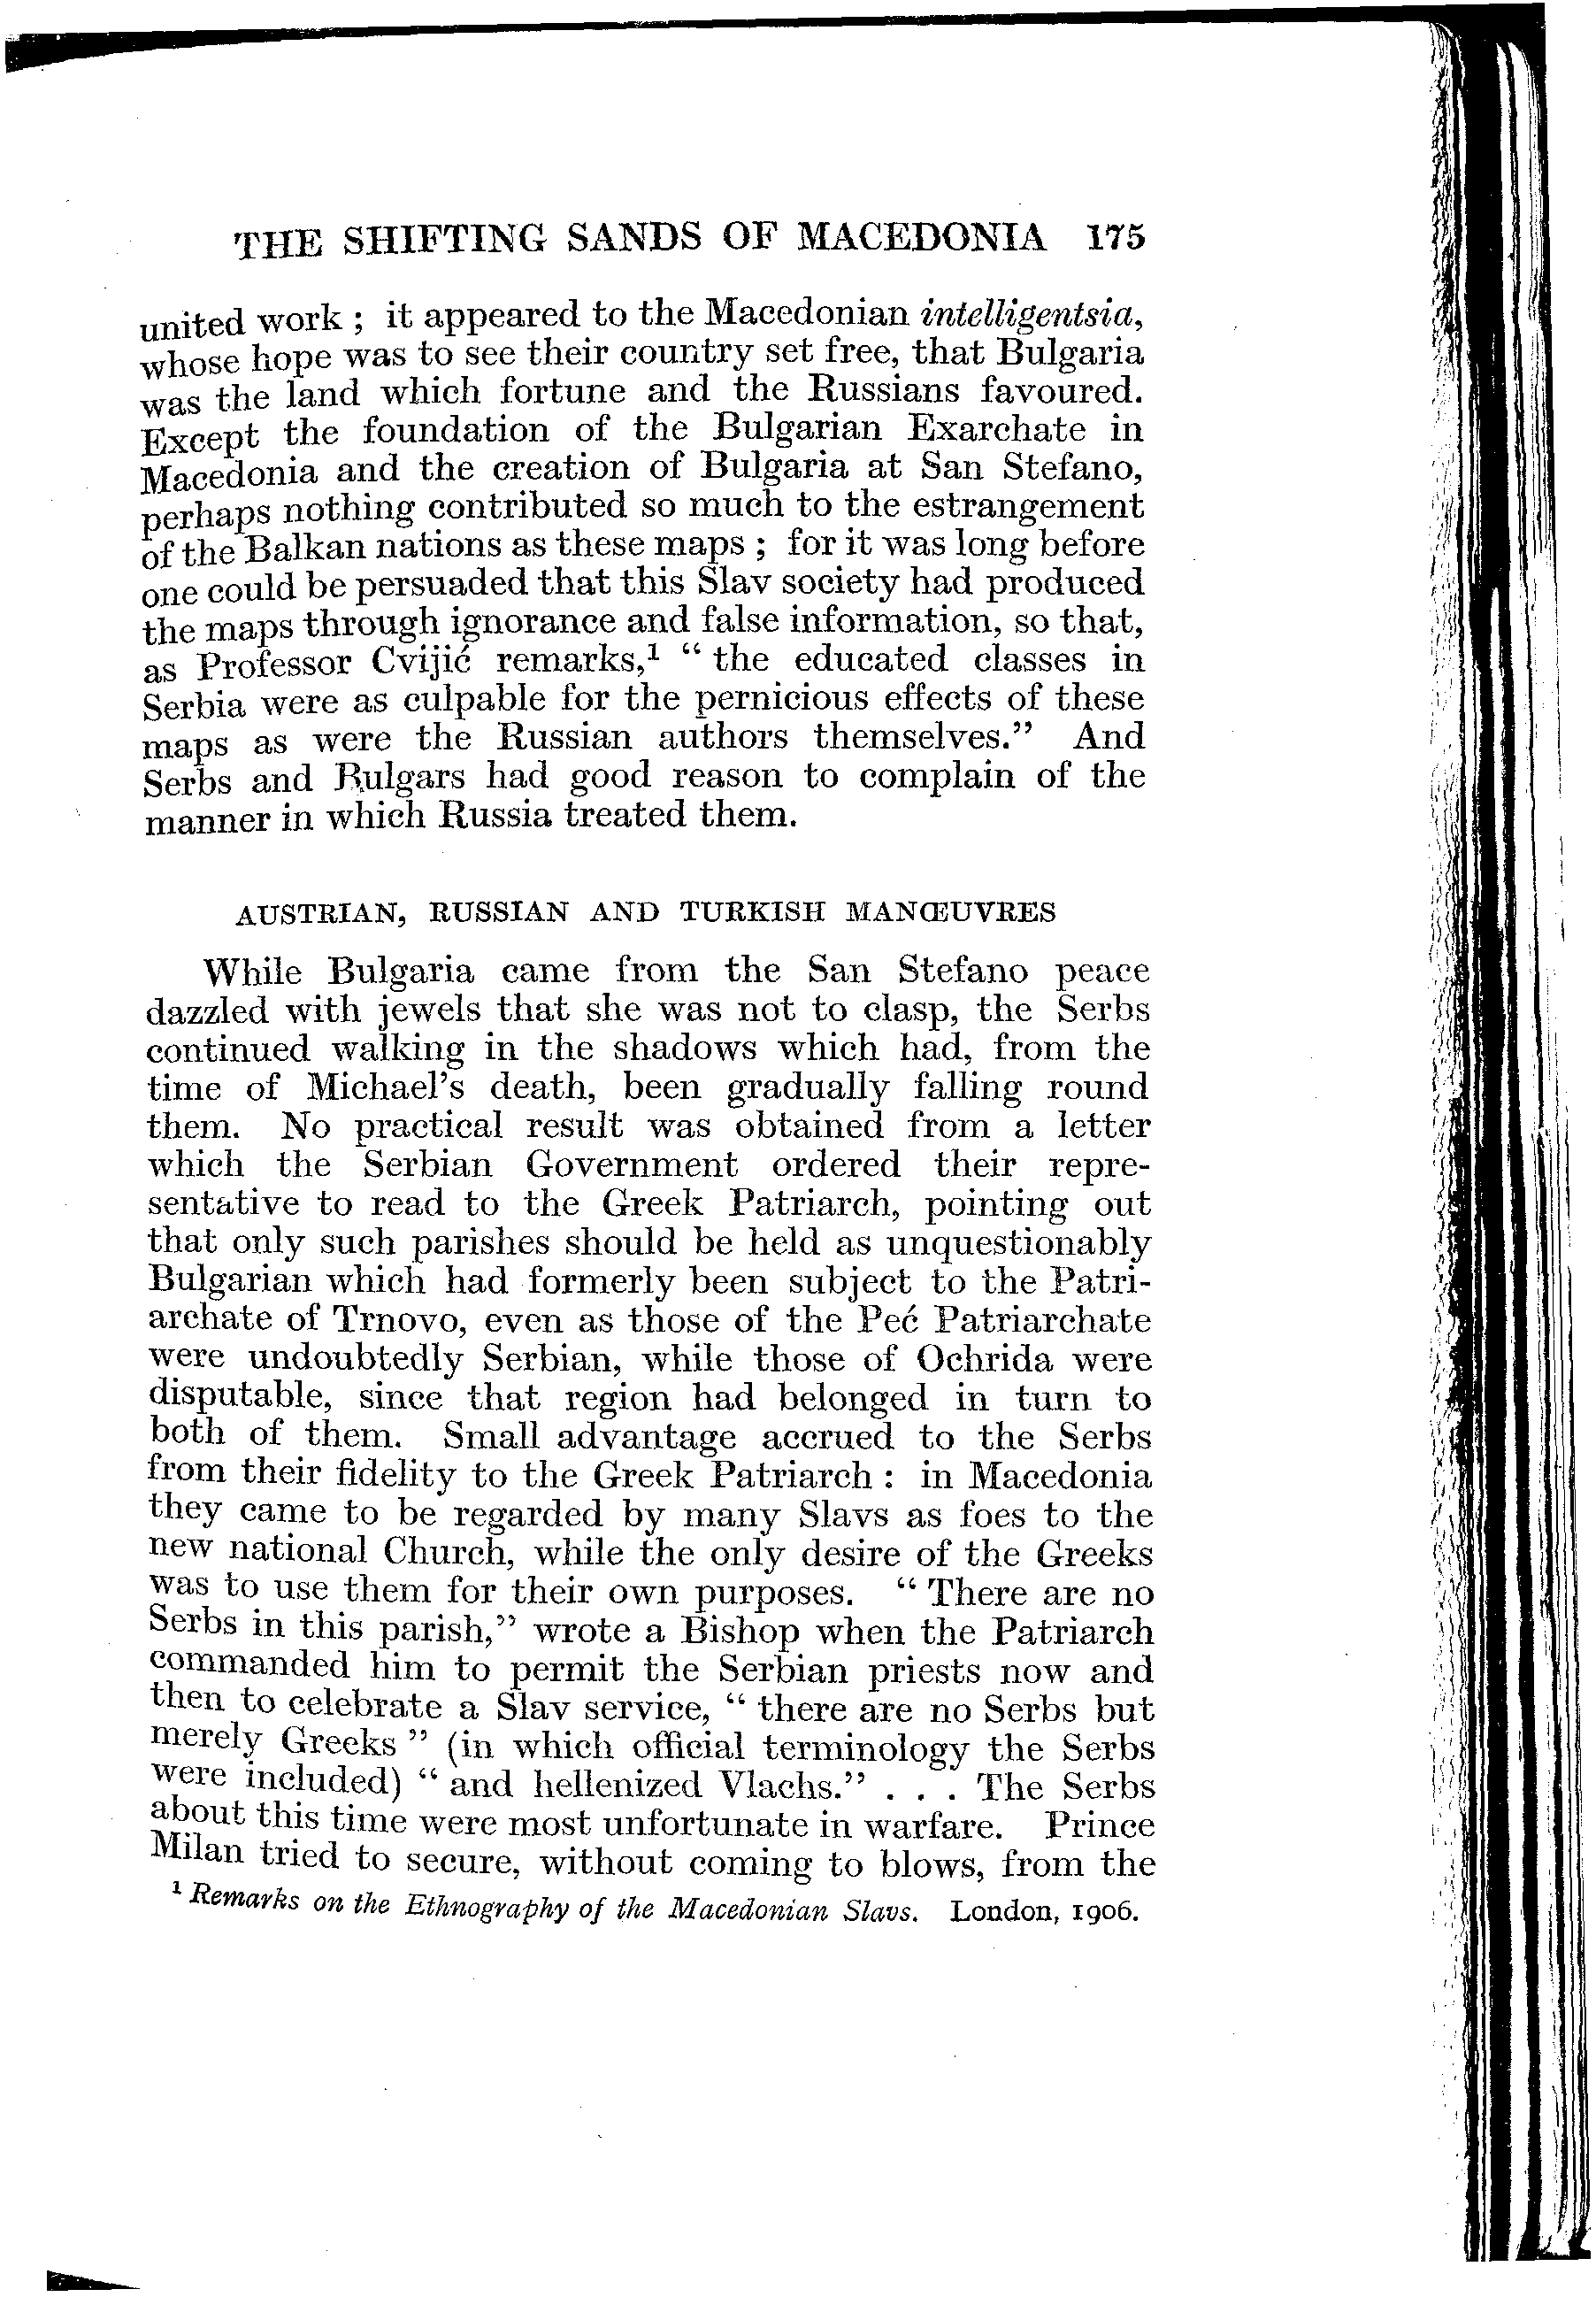 THE SHIFTING SANDS OF MACEDONIA 175
united work ; it appeared to the Macedonian intelligentsia,
whose hope was to see their country set free, that Bulgaria
was the land which fortune and the Russians favoured.
Except the foundation of the Bulgarian Exarchate in
Macedonia and the creation of Bulgaria at San Stefano,
perhaps nothing contributed so much to the estrangement
of the Balkan nations as these maps ; for it was long before
one could be persuaded that this Slav society had produced
the maps through ignorance and false information, so that,
as Professor Cvijić remarks,¹ “ the educated classes in
Serbia were as culpable for the pernicious effects of these
maps as were the Russian authors themselves.” And
Serbs and Bulgars had good reason to complain of the
manner in which Russia treated them.
AUSTRIAN, RUSSIAN AND TURKISH MANŒUVRES
While Bulgaria came from the San Stefano peace
dazzled with jewels that she was not to clasp, the Serbs
continued walking in the shadows which had, from the
time of Michael’s death, been gradually falling round
them. No practical result was obtained from a letter
which the Serbian Government ordered their repre-
sentative to read to the Greek Patriarch, pointing out
that only such parishes should be held as unquestionably
Bulgarian which had formerly been subject to the Patri-
archate of Trnovo, even as those of the Peć Patriarchate
were undoubtedly Serbian, while those of Ochrida were
disputable, since that region had belonged in turn to
both of them. Small advantage accrued to the Serbs
from their fidelity to the Greek Patriarch : in Macedonia
they came to be regarded by many Slavs as foes to the
new national Church, while the only desire of the Greeks
was to use them for their own purposes. “ There are no
Serbs in this parish,” wrote a Bishop when the Patriarch
commanded him to permit the Serbian priests now and
then to celebrate a Slav service, “ there are no Serbs but
merely Greeks ” (in which official terminology the Serbs
were included) “ and hellenized Vlachs.” . . . The Serbs
about this time were most unfortunate in warfare. Prince
Milan tried to secure, without coming to blows, from the
¹ Remarks on the Ethnography of the Macedonian Slavs. London, 1906.